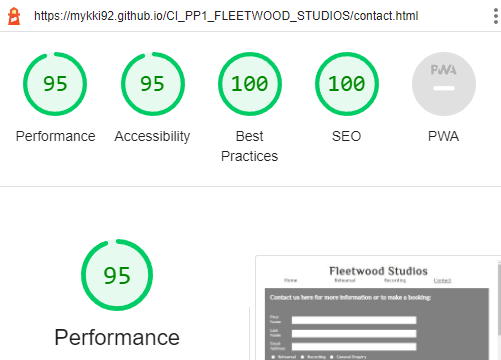 https://mykki92.github.io/CI_PP1_FLEETWOOD_STUDIOS/contact.html
95 95 100 100 PWA
Performance Accessibility Best Practices SEO PWA
95
Performance
Fleetwood Studios
Home Rehearsal Recording Contact
Contact us here for more information or to make a booking:
First Name
Last Name
Email Address
Rehearsal Recording General Enquiry